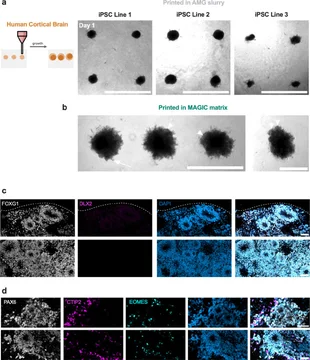 a
Printed in AMO slurry
Human Cortical Brain
iPSC Line 1
iPSC Line 2
iPSC Line 3
growth
Day 1
b
Printed in MAGIC matrix
c
FOXG1
DLX2
DAPI
d
PAX6
CTIP2
EOMES